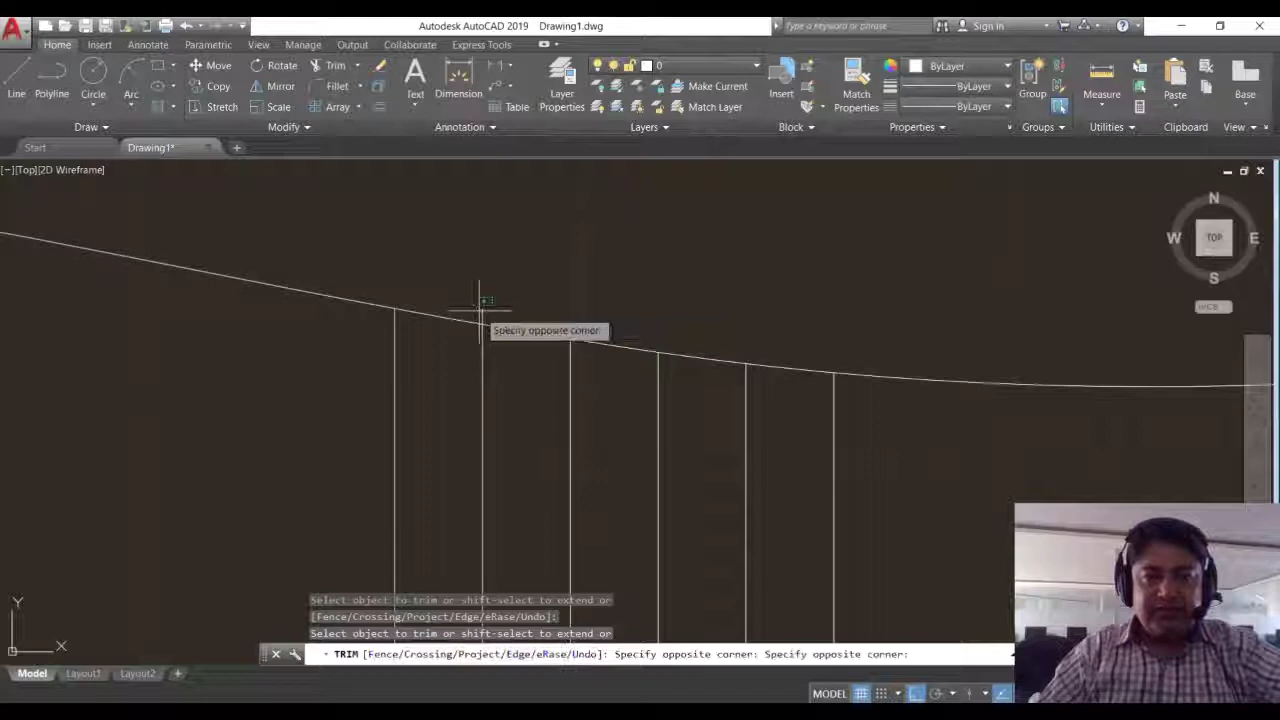 Autodesk AutoCAD 2019 Drawing1.dwg
Type a keyword or phrase
Sign In
Home Insert Annotate Parametric View Manage Output Collaborate Express Tools
Line
Polyline
Circle
Arc
Move
Copy
Stretch
Rotate
Mirror
Scale
Trim
Fillet
Array
Text
Dimension
Table
Layer
Properties
0
Make Current
Match Layer
Insert
Match
Properties
ByLayer
ByLayer
ByLayer
Group
Measure
Paste
Base
Draw Modify Annotation Layers Block Properties Groups Utilities Clipboard View
Start
Drawing1*
[−][Top][2D Wireframe]
N
W
TOP
E
S
WCS
Specify opposite corner:
Y
X
Select object to trim or shift-select to extend or
[Fence/Crossing/Project/Edge/eRase/Undo]:
Select object to trim or shift-select to extend or
TRIM [Fence/Crossing/Project/Edge/eRase/Undo]: Specify opposite corner: Specify opposite corner:
Model Layout1 Layout2
MODEL